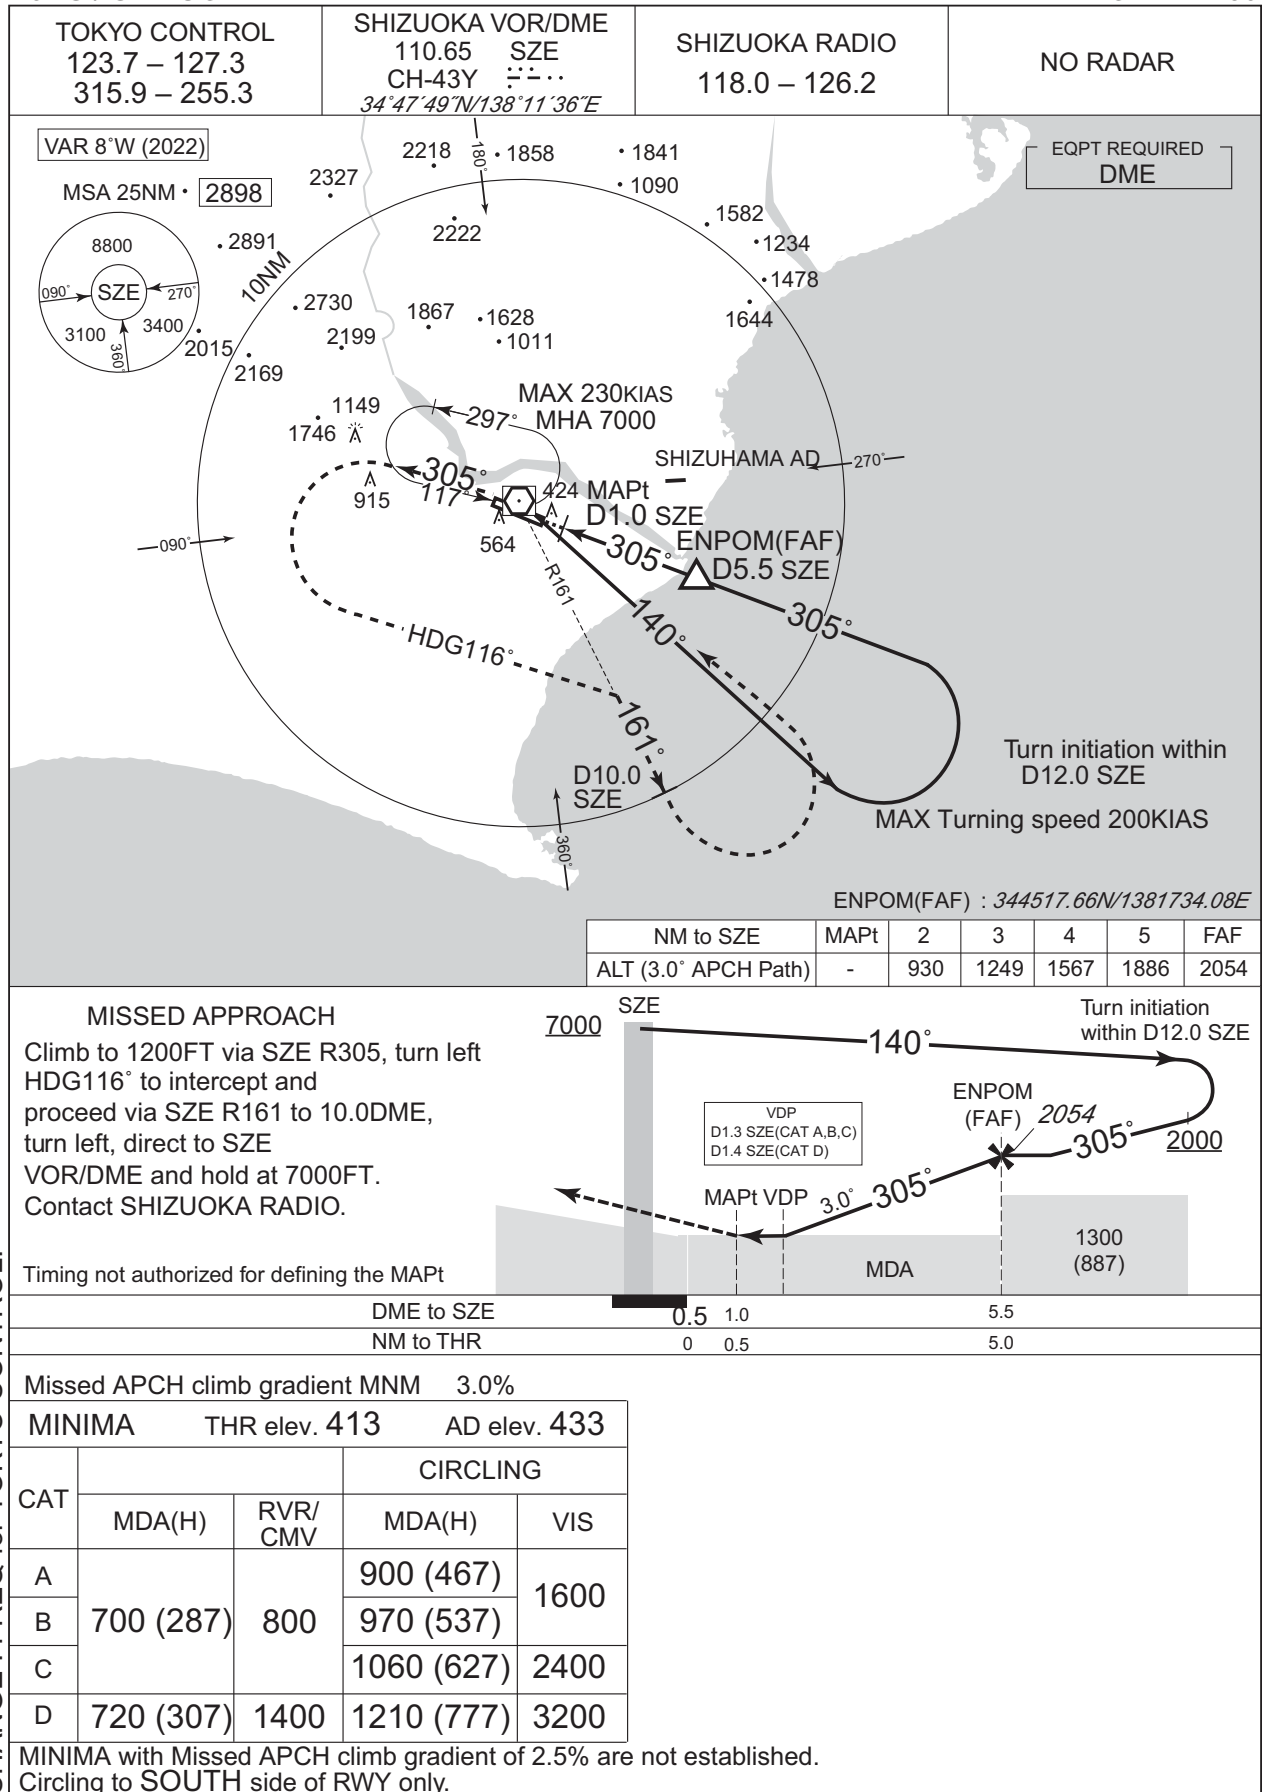 TOKYO CONTROL
123.7 – 127.3
315.9 – 255.3
SHIZUOKA VOR/DME
110.65 SZE
CH-43Y
34°47´49˝N/138°11´36˝E
SHIZUOKA RADIO
118.0 – 126.2
NO RADAR
VAR 8°W (2022)
MSA 25NM
2898
8800
090°
SZE
270°
3100
3400
360°
EQPT REQUIRED
DME
2218
180°
1858
1841
2327
1090
2222
1582
2891
1234
10NM
1478
2730
1867
1628
1644
2015
2199
1011
2169
MAX 230KIAS
1149
297°
MHA 7000
1746
SHIZUHAMA AD
270°
305°
915
117°
424
MAPt
D1.0 SZE
564
ENPOM(FAF)
305°
D5.5 SZE
090°
R161
140°
305°
HDG116°
161°
Turn initiation within
D12.0 SZE
D10.0
SZE
MAX Turning speed 200KIAS
360°
ENPOM(FAF) : 344517.66N/1381734.08E
NM to SZE MAPt 2 3 4 5 FAF
ALT (3.0° APCH Path) - 930 1249 1567 1886 2054
MISSED APPROACH
Climb to 1200FT via SZE R305, turn left
HDG116° to intercept and
proceed via SZE R161 to 10.0DME,
turn left, direct to SZE
VOR/DME and hold at 7000FT.
Contact SHIZUOKA RADIO.
Timing not authorized for defining the MAPt
SZE
7000
140°
Turn initiation
within D12.0 SZE
ENPOM
(FAF)
2054
305°
2000
VDP
D1.3 SZE(CAT A,B,C)
D1.4 SZE(CAT D)
MAPt VDP
3.0°
305°
1300
(887)
MDA
DME to SZE 0.5 1.0 5.5
NM to THR 0 0.5 5.0
Missed APCH climb gradient MNM 3.0%
MINIMA THR elev. 413 AD elev. 433
CAT
CIRCLING
MDA(H)
RVR/
CMV
MDA(H)
VIS
A 900 (467)
1600
B 700 (287) 800 970 (537)
C 1060 (627) 2400
D 720 (307) 1400 1210 (777) 3200
MINIMA with Missed APCH climb gradient of 2.5% are not established.
Circling to SOUTH side of RWY only.